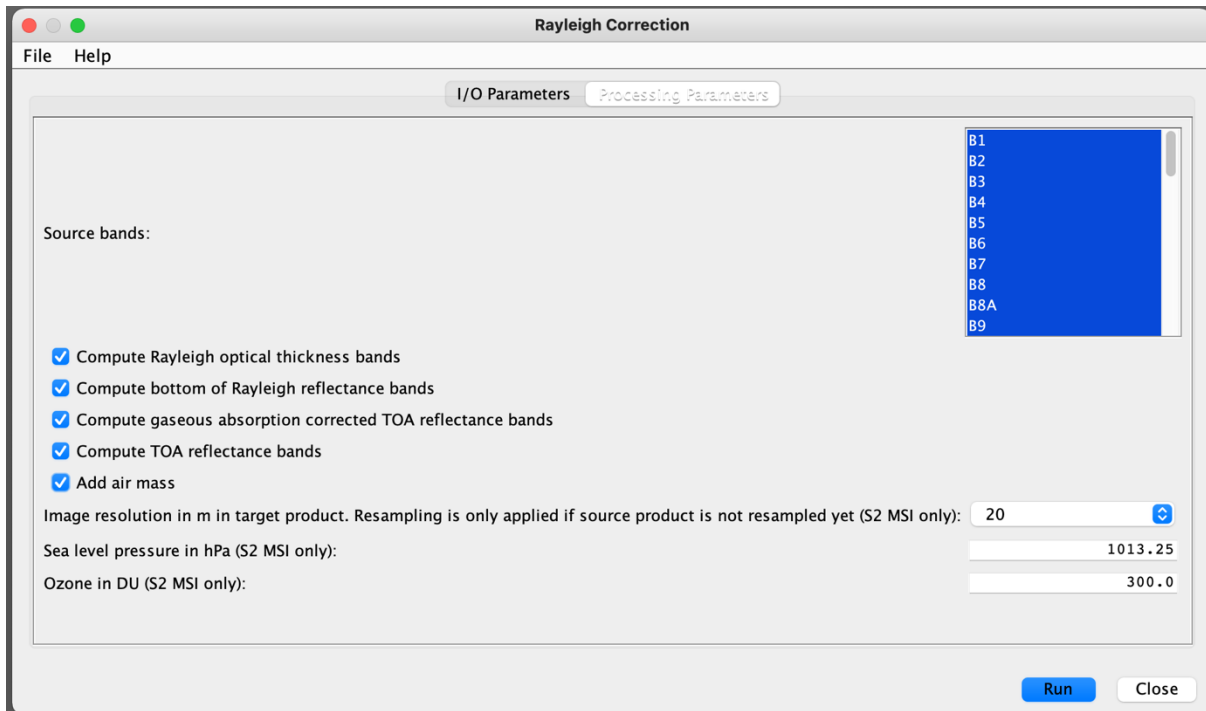 Rayleigh Correction
File Help
I/O Parameters Processing Parameters
Source bands:
B1
B2
B3
B4
B5
B6
B7
B8
B8A
B9
Compute Rayleigh optical thickness bands
Compute bottom of Rayleigh reflectance bands
Compute gaseous absorption corrected TOA reflectance bands
Compute TOA reflectance bands
Add air mass
Image resolution in m in target product. Resampling is only applied if source product is not resampled yet (S2 MSI only): 20
Sea level pressure in hPa (S2 MSI only): 1013.25
Ozone in DU (S2 MSI only): 300.0
Run Close